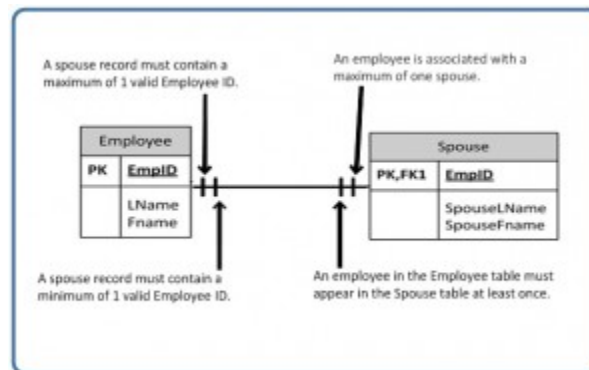 A spouse record must contain a
maximum of 1 valid Employee ID.
An employee is associated with a
maximum of one spouse.
Employee
PK EmpID
LName
Fname
Spouse
PK,FK1 EmpID
SpouseLName
SpouseFname
A spouse record must contain a
minimum of 1 valid Employee ID.
An employee in the Employee table must
appear in the Spouse table at least once.